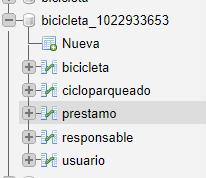 bicicleta_1022933653
Nueva
bicicleta
cicloparqueado
prestamo
responsable
usuario